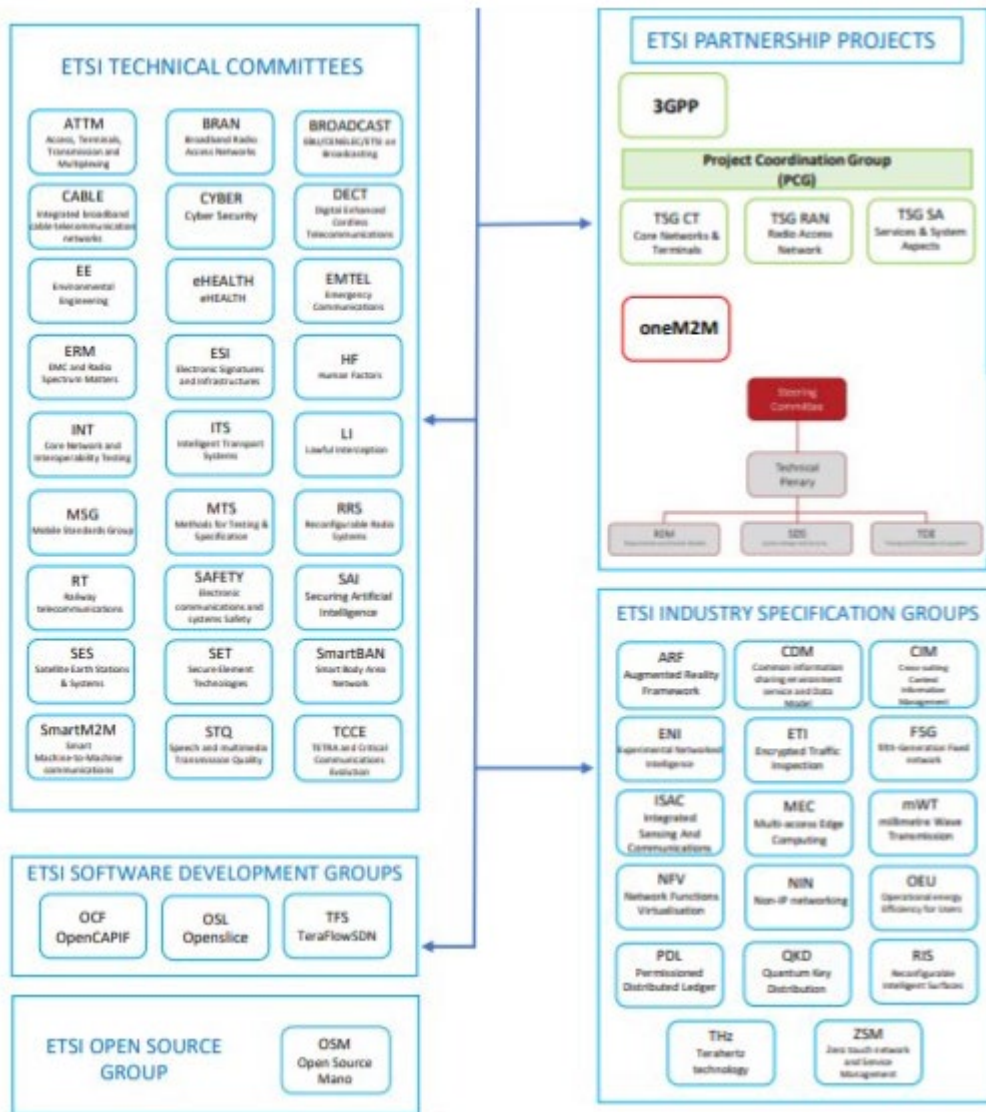 ETSI TECHNICAL COMMITTEES
ATTM
Access, Terminals,
Transmission and
Multiplexing
BRAN
Broadband Radio
Access Networks
BROADCAST
EBU/CENELEC/ETSI on
Broadcasting
CABLE
Integrated broadband
cable telecommunication
networks
CYBER
Cyber Security
DECT
Digital Enhanced
Cordless
Telecommunications
EE
Environmental
Engineering
eHEALTH
eHEALTH
EMTEL
Emergency
Communications
ERM
EMC and Radio
Spectrum Matters
ESI
Electronic Signatures
and Infrastructures
HF
Human Factors
INT
Core Network and
Interoperability Testing
ITS
Intelligent Transport
Systems
LI
Lawful Interception
MSG
Mobile Standards Group
MTS
Methods for Testing &
Specification
RRS
Reconfigurable Radio
Systems
RT
Railway
telecommunications
SAFETY
Electronic
communications and
systems Safety
SAI
Securing Artificial
Intelligence
SES
Satellite Earth Stations
& Systems
SET
Secure Element
Technologies
SmartBAN
Smart Body Area
Network
SmartM2M
Smart
Machine-to-Machine
communications
STQ
Speech and multimedia
Transmission Quality
TCCE
TETRA and Critical
Communications
Evolution
ETSI SOFTWARE DEVELOPMENT GROUPS
OCF
OpenCAPIF
OSL
Openslice
TFS
TeraFlowSDN
ETSI OPEN SOURCE
GROUP
OSM
Open Source
Mano
ETSI PARTNERSHIP PROJECTS
3GPP
Project Coordination Group
(PCG)
TSG CT
Core Networks &
Terminals
TSG RAN
Radio Access
Network
TSG SA
Services & System
Aspects
oneM2M
Steering
Committee
Technical
Plenary
RDM
SDS
TDE
ETSI INDUSTRY SPECIFICATION GROUPS
ARF
Augmented Reality
Framework
CDM
Common information
sharing environment
service and Data
Model
CIM
Cross-cutting
Context
Information
Management
ENI
Experiential Networked
Intelligence
ETI
Encrypted Traffic
Inspection
F5G
Fifth-Generation Fixed
network
ISAC
Integrated
Sensing And
Communications
MEC
Multi-access Edge
Computing
mWT
millimetre Wave
Transmission
NFV
Network Functions
Virtualisation
NIN
Non-IP networking
OEU
Operational energy
Efficiency for Users
PDL
Permissioned
Distributed Ledger
QKD
Quantum Key
Distribution
RIS
Reconfigurable
Intelligent Surfaces
THz
Terahertz
technology
ZSM
Zero touch network
and Service
Management